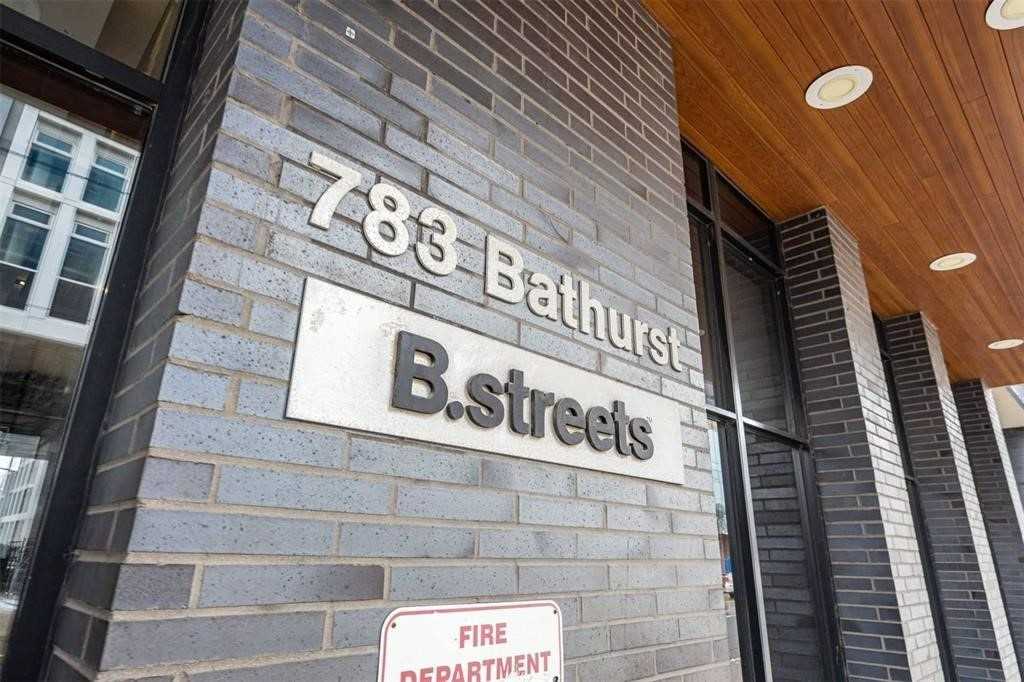 783 Bathurst
B.streets
FIRE
DEPARTMENT